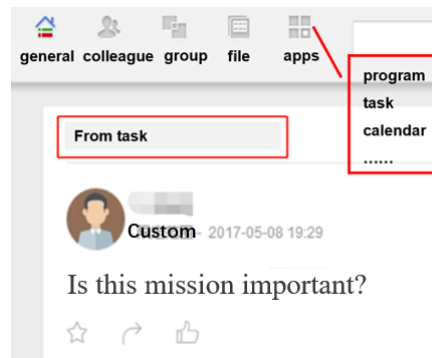 general colleague group file apps
program
task
calendar
......
From task
Custom - 2017-05-08 19:29
Is this mission important?